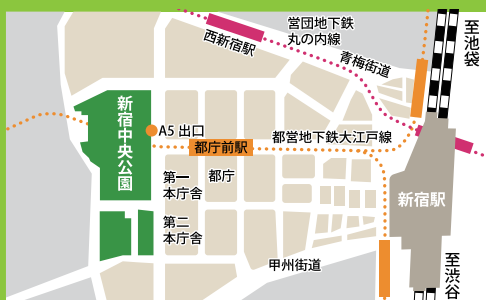 営団地下鉄
丸の内線
西新宿駅
青梅街道
至池袋
新宿中央公園
A5 出口
都営地下鉄大江戸線
都庁前駅
第一
本庁舎
都庁
新宿駅
第二
本庁舎
甲州街道
至渋谷